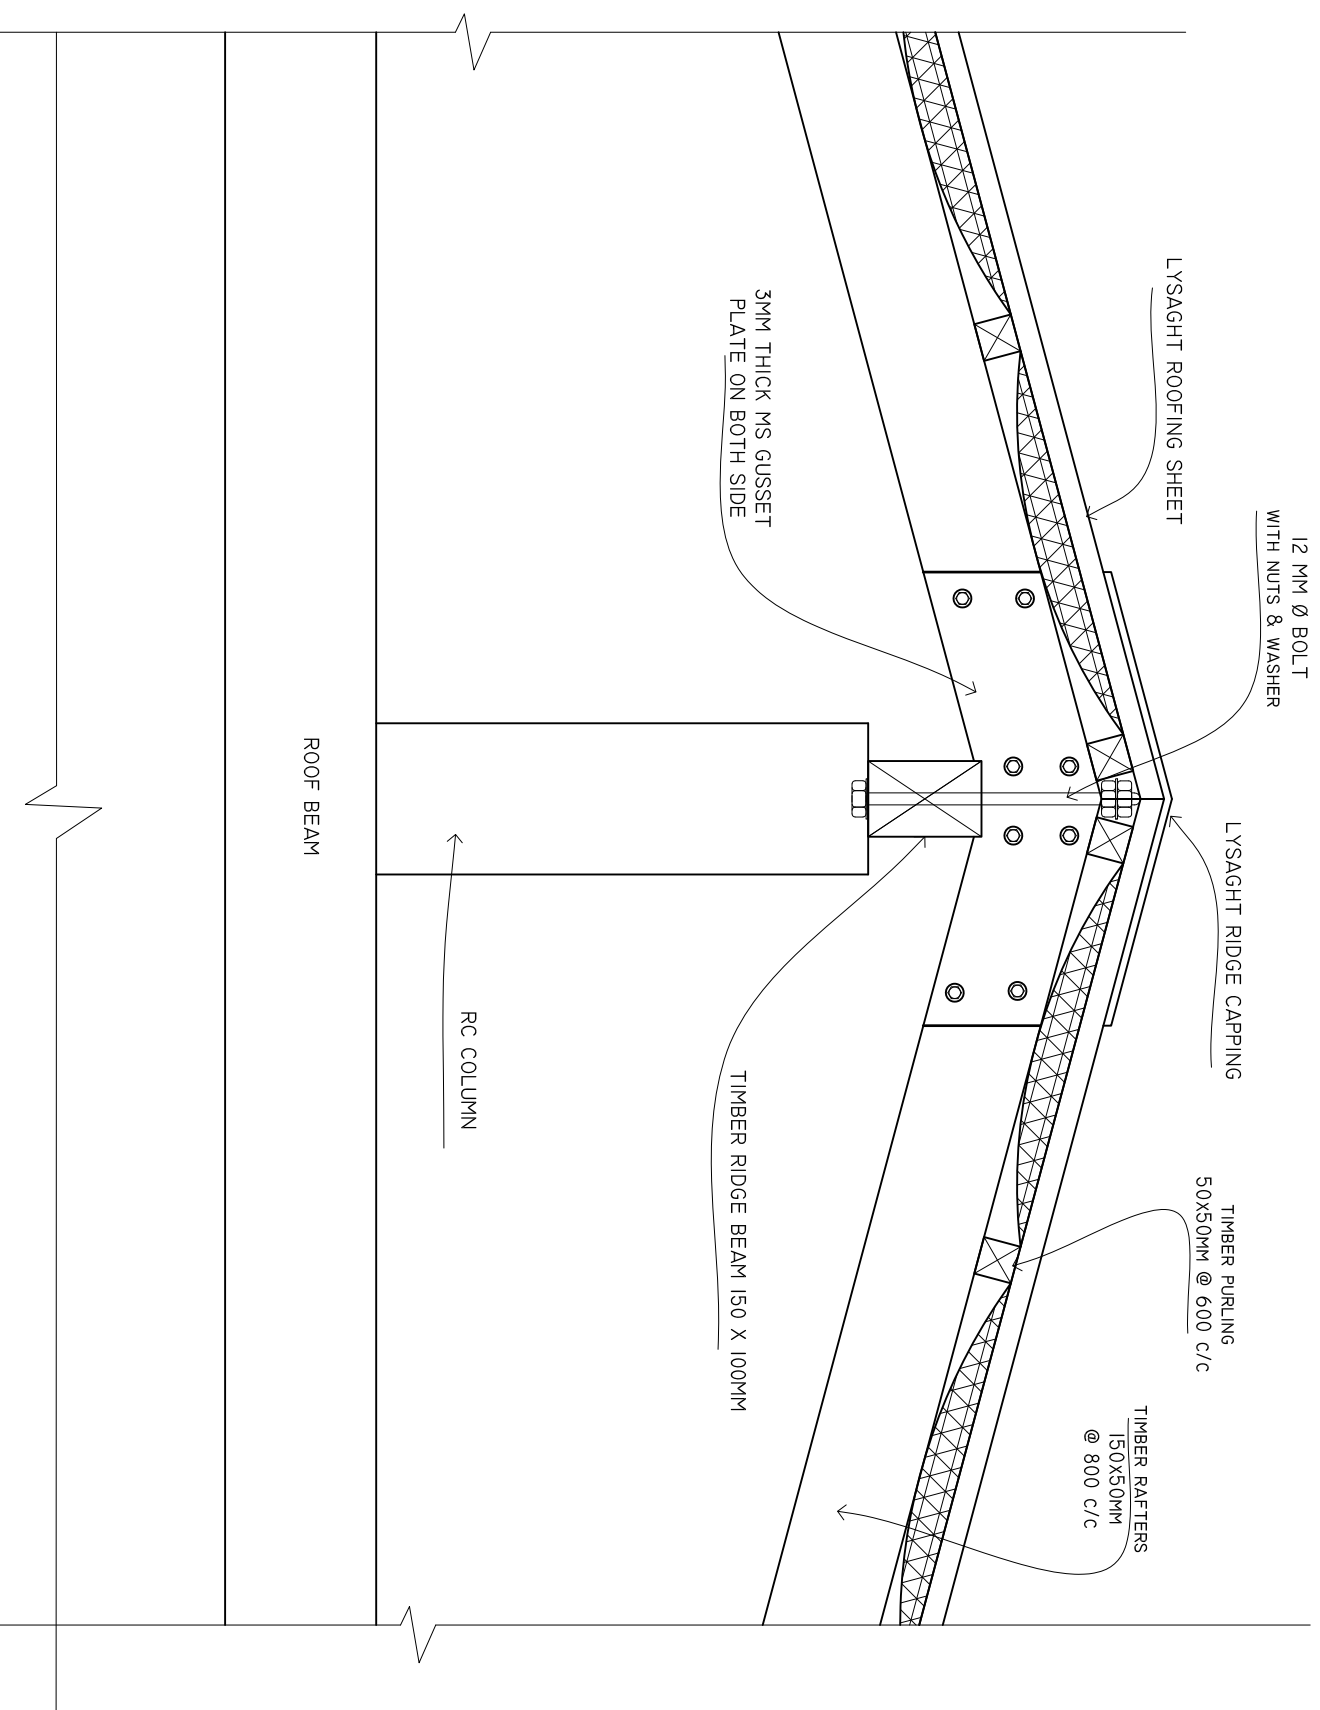 12 MM Ø BOLT
WITH NUTS & WASHER
LYSAGHT RIDGE CAPPING
TIMBER PURLING
50X50MM @ 600 C/C
LYSAGHT ROOFING SHEET
TIMBER RAFTERS
150X50MM
@ 800 C/C
3MM THICK MS GUSSET
PLATE ON BOTH SIDE
TIMBER RIDGE BEAM 150 X 100MM
RC COLUMN
ROOF BEAM